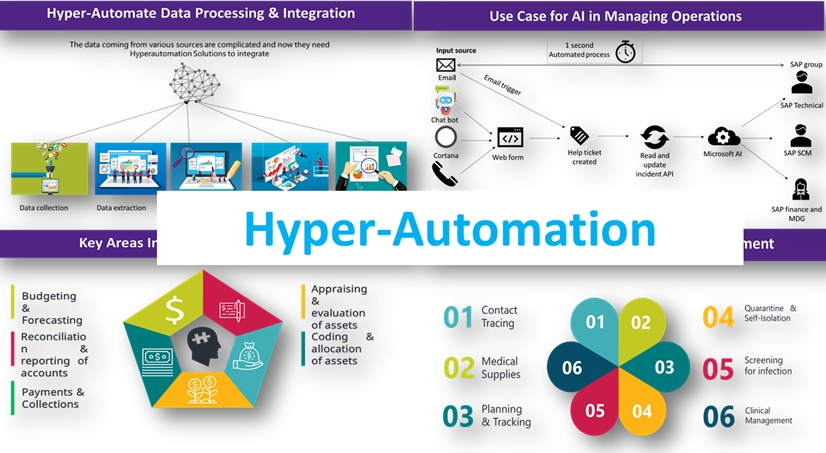 Hyper-Automate Data Processing & Integration
The data coming from various sources are complicated and now they need
Hyperautomation Solutions to integrate
Data collection
Data extraction
Use Case for AI in Managing Operations
Input source
1 second
Automated process
SAP group
Email
Email trigger
SAP Technical
Chat bot
Cortana
Web form
Help ticket
created
Read and
update
incident API
Microsoft AI
SAP SCM
SAP finance and
MDG
Hyper-Automation
Key Areas In
Budgeting
&
Forecasting
Reconciliatio
n &
reporting of
accounts
Payments &
Collections
$
Appraising
&
evaluation
of assets
Coding &
allocation
of assets
01 Contact
Tracing
02 Medical
Supplies
03 Planning
& Tracking
01
02
03
04
05
06
04 Quarantine &
Self-Isolation
05 Screening
for infection
06 Clinical
Management